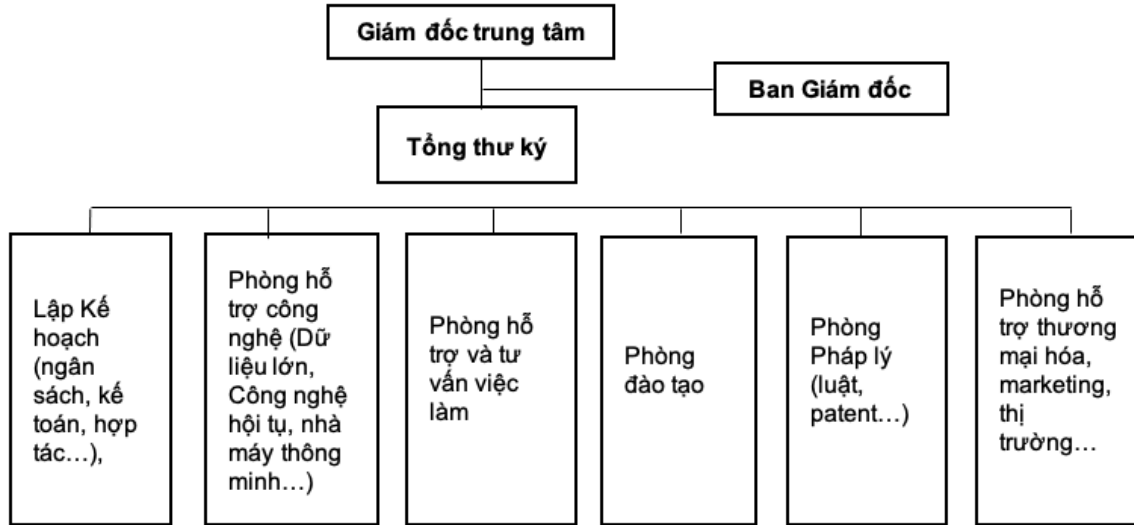 Giám đốc trung tâm
Ban Giám đốc
Tổng thư ký
Lập Kế
hoạch
(ngân
sách, kế
toán, hợp
tác…),
Phòng hỗ
trợ công
nghệ (Dữ
liệu lớn,
Công nghệ
hội tụ, nhà
máy thông
minh…)
Phòng hỗ
trợ và tư
vấn việc
làm
Phòng
đào tạo
Phòng
Pháp lý
(luật,
patent…)
Phòng hỗ
trợ thương
mại hóa,
marketing,
thị
trường…